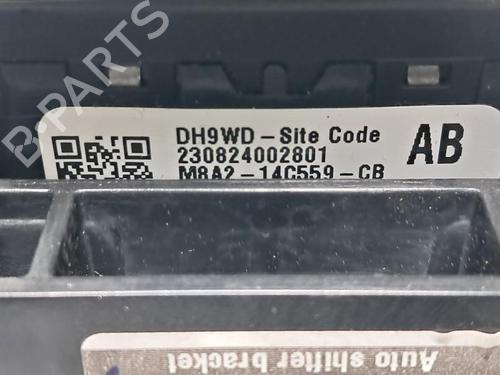 DH9WD-Site Code
230824002801
M8A2-14C559-CB
AB
Auto shifter bracket
B-PARTS